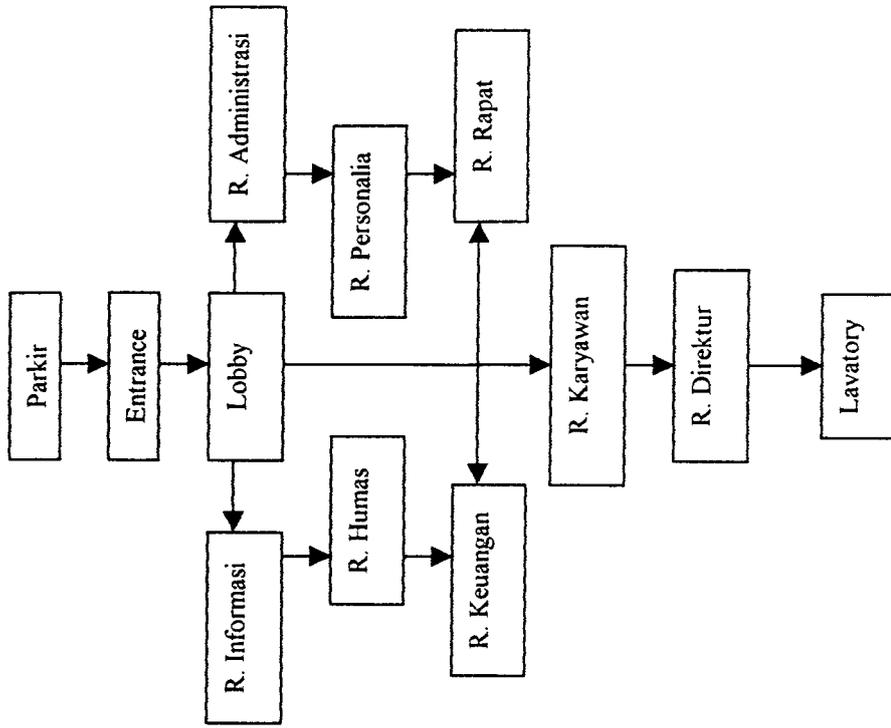 Parkir
Entrance
Lobby
R. Informasi
R. Administrasi
R. Humas
R. Personalia
R. Keuangan
R. Rapat
R. Karyawan
R. Direktur
Lavatory